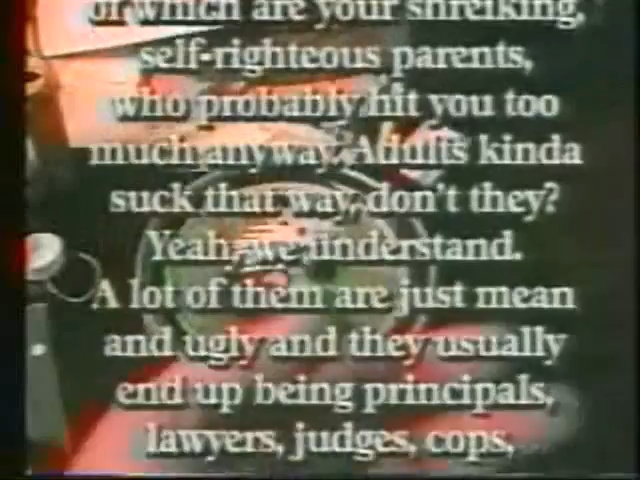 of which are your shreiking,
self-righteous parents,
who probably hit you too
much anyway. Adults kinda
suck that way, don't they?
Yeah, we understand.
A lot of them are just mean
and ugly and they usually
end up being principals,
lawyers, judges, cops,